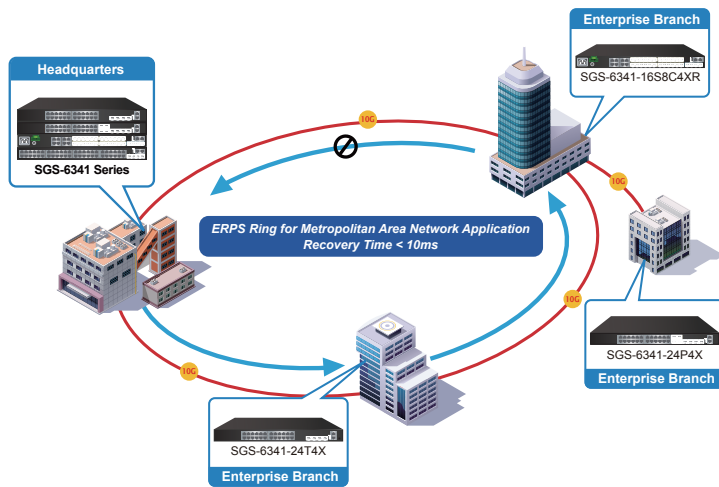 Enterprise Branch
SGS-6341-16S8C4XR
Headquarters
SGS-6341 Series
10G
10G
ERPS Ring for Metropolitan Area Network Application
Recovery Time < 10ms
10G
10G
SGS-6341-24P4X
Enterprise Branch
SGS-6341-24T4X
Enterprise Branch